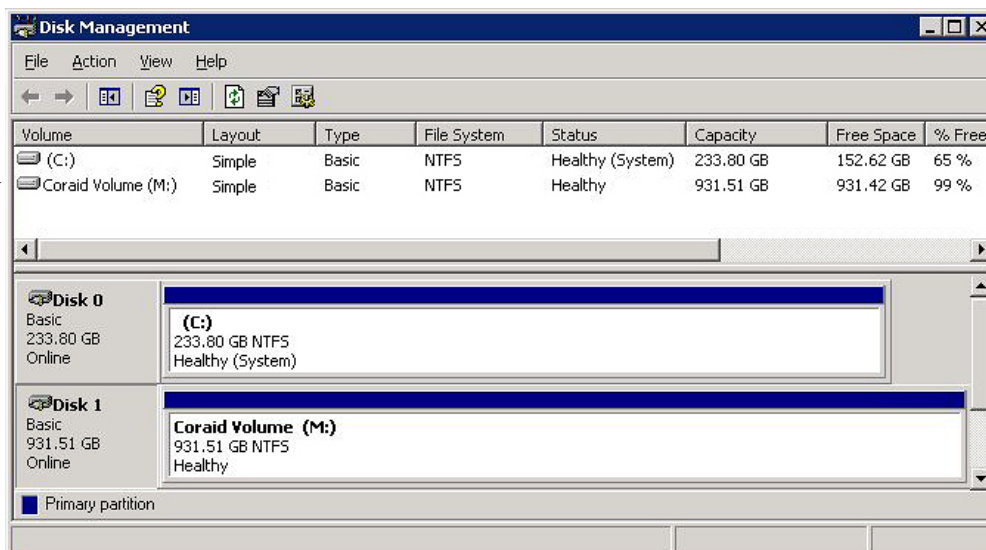 Disk Management
File Action View Help
Volume Layout Type File System Status Capacity Free Space % Free
(C:) Simple Basic NTFS Healthy (System) 233.80 GB 152.62 GB 65 %
Coraid Volume (M:) Simple Basic NTFS Healthy 931.51 GB 931.42 GB 99 %
Disk 0
Basic
233.80 GB
Online
(C:)
233.80 GB NTFS
Healthy (System)
Disk 1
Basic
931.51 GB
Online
Coraid Volume (M:)
931.51 GB NTFS
Healthy
Primary partition